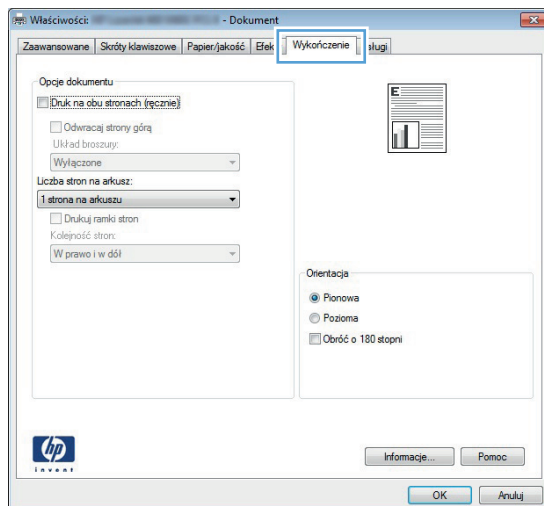 Właściwości: - Dokument
Zaawansowane Skróty klawiszowe Papier/jakość Efek Wykończenie sługi
Opcje dokumentu
Druk na obu stronach (ręcznie)
Odwracaj strony górą
Układ broszury:
Wyłączone
Liczba stron na arkusz:
1 strona na arkuszu
Drukuj ramki stron
Kolejność stron:
W prawo i w dół
E
Orientacja
Pionowa
Pozioma
Obróć o 180 stopni
hp
invent
Informacje... Pomoc
OK Anuluj